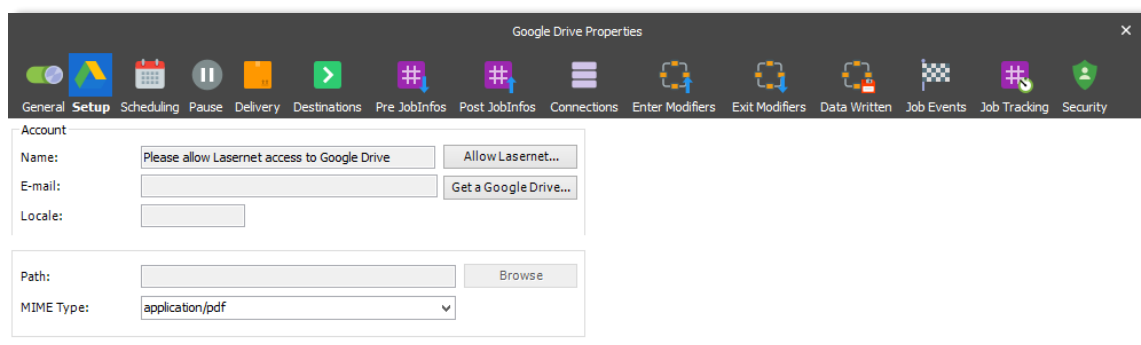 Google Drive Properties
General Setup Scheduling Pause Delivery Destinations Pre JobInfos Post JobInfos Connections Enter Modifiers Exit Modifiers Data Written Job Events Job Tracking Security
Account
Name: Please allow Lasernet access to Google Drive Allow Lasernet...
E-mail: Get a Google Drive...
Locale:
Path: Browse
MIME Type: application/pdf